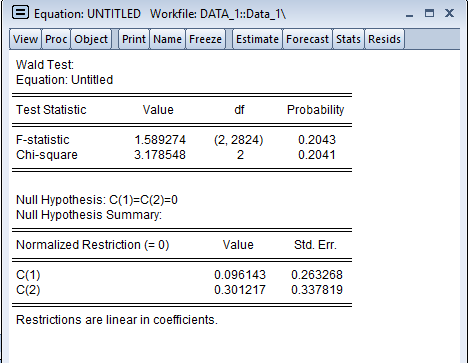 Equation: UNTITLED Workfile: DATA_1::Data_1\
View Proc Object Print Name Freeze Estimate Forecast Stats Resids
Wald Test:
Equation: Untitled
Test Statistic Value df Probability
F-statistic 1.589274 (2, 2824) 0.2043
Chi-square 3.178548 2 0.2041
Null Hypothesis: C(1)=C(2)=0
Null Hypothesis Summary:
Normalized Restriction (= 0) Value Std. Err.
C(1) 0.096143 0.263268
C(2) 0.301217 0.337819
Restrictions are linear in coefficients.